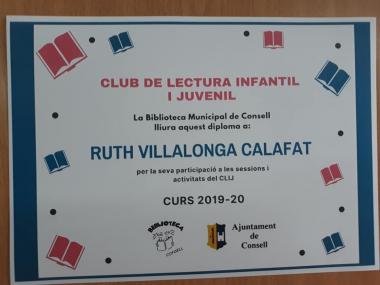 CLUB DE LECTURA INFANTIL
I JUVENIL
La Biblioteca Municipal de Consell
lliura aquest diploma a:
RUTH VILLALONGA CALAFAT
per la seva participació a les sessions i
activitats del CLIJ
CURS 2019-20
BIBLIOTECA
CONSELL
Ajuntament
de
Consell